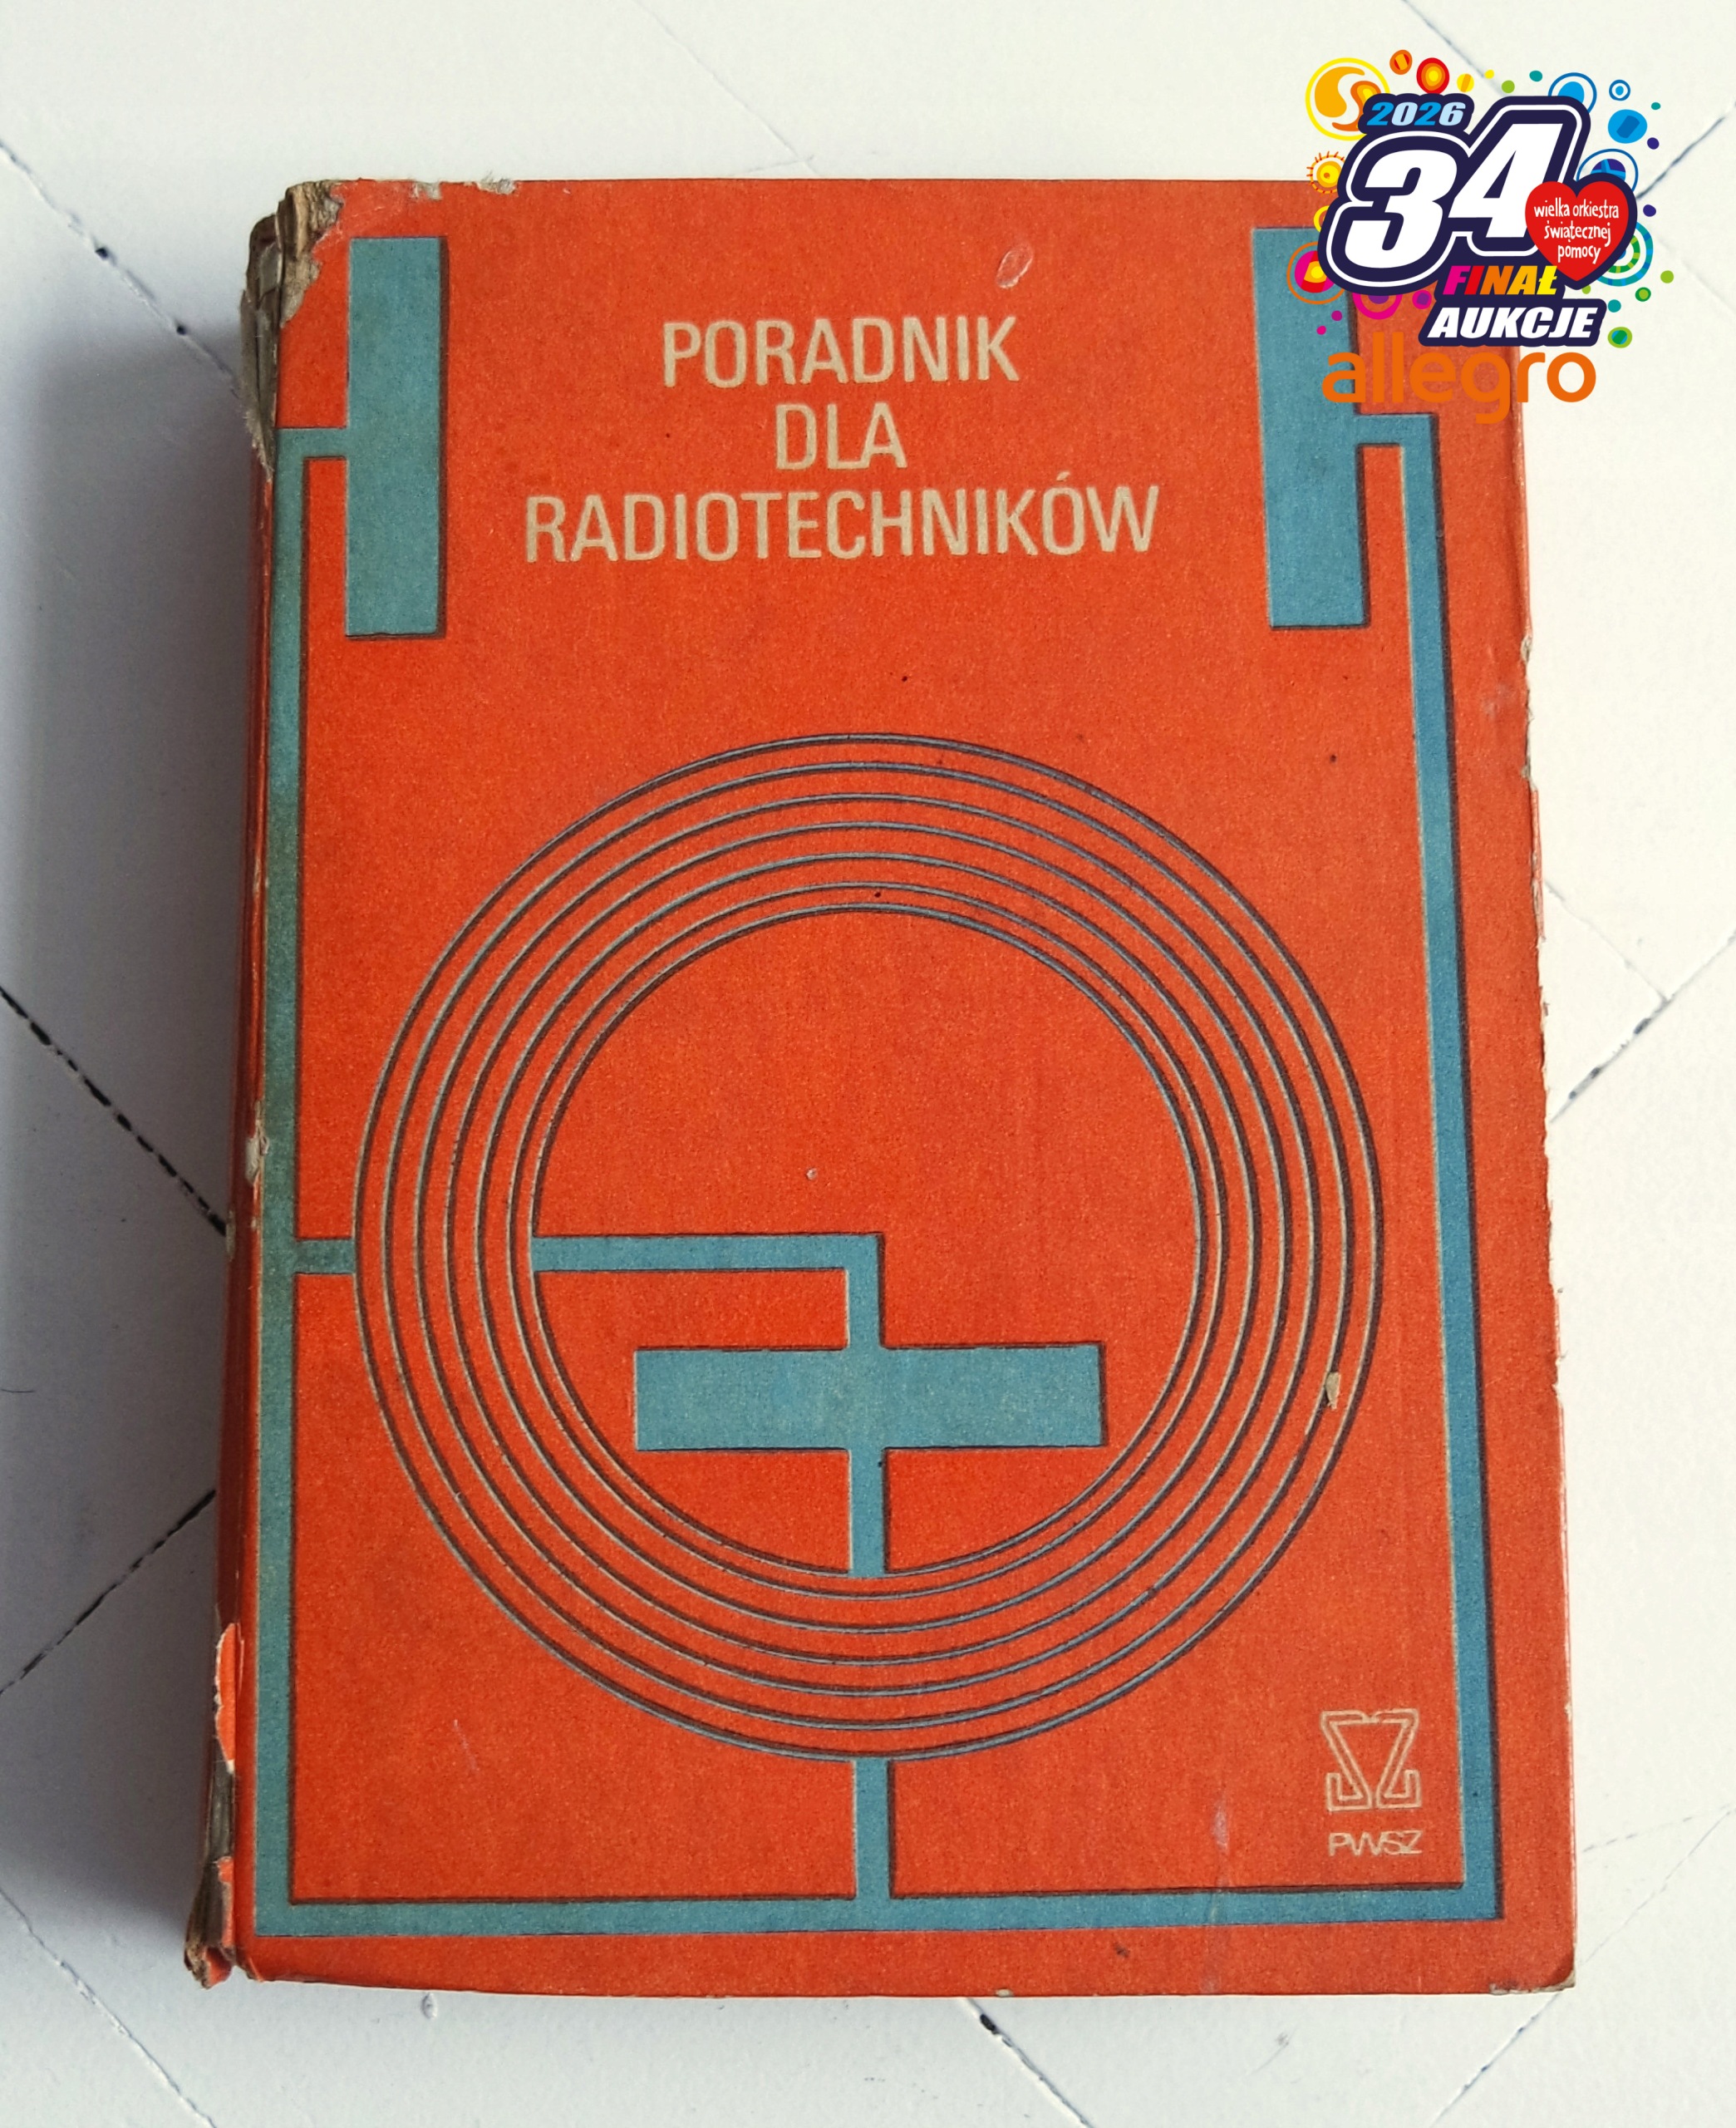 2026
34
wielka orkiestra
świątecznej
pomocy
FINAŁ
AUKCJE
allegro
PORADNIK
DLA
RADIOTECHNIKÓW
PWSZ